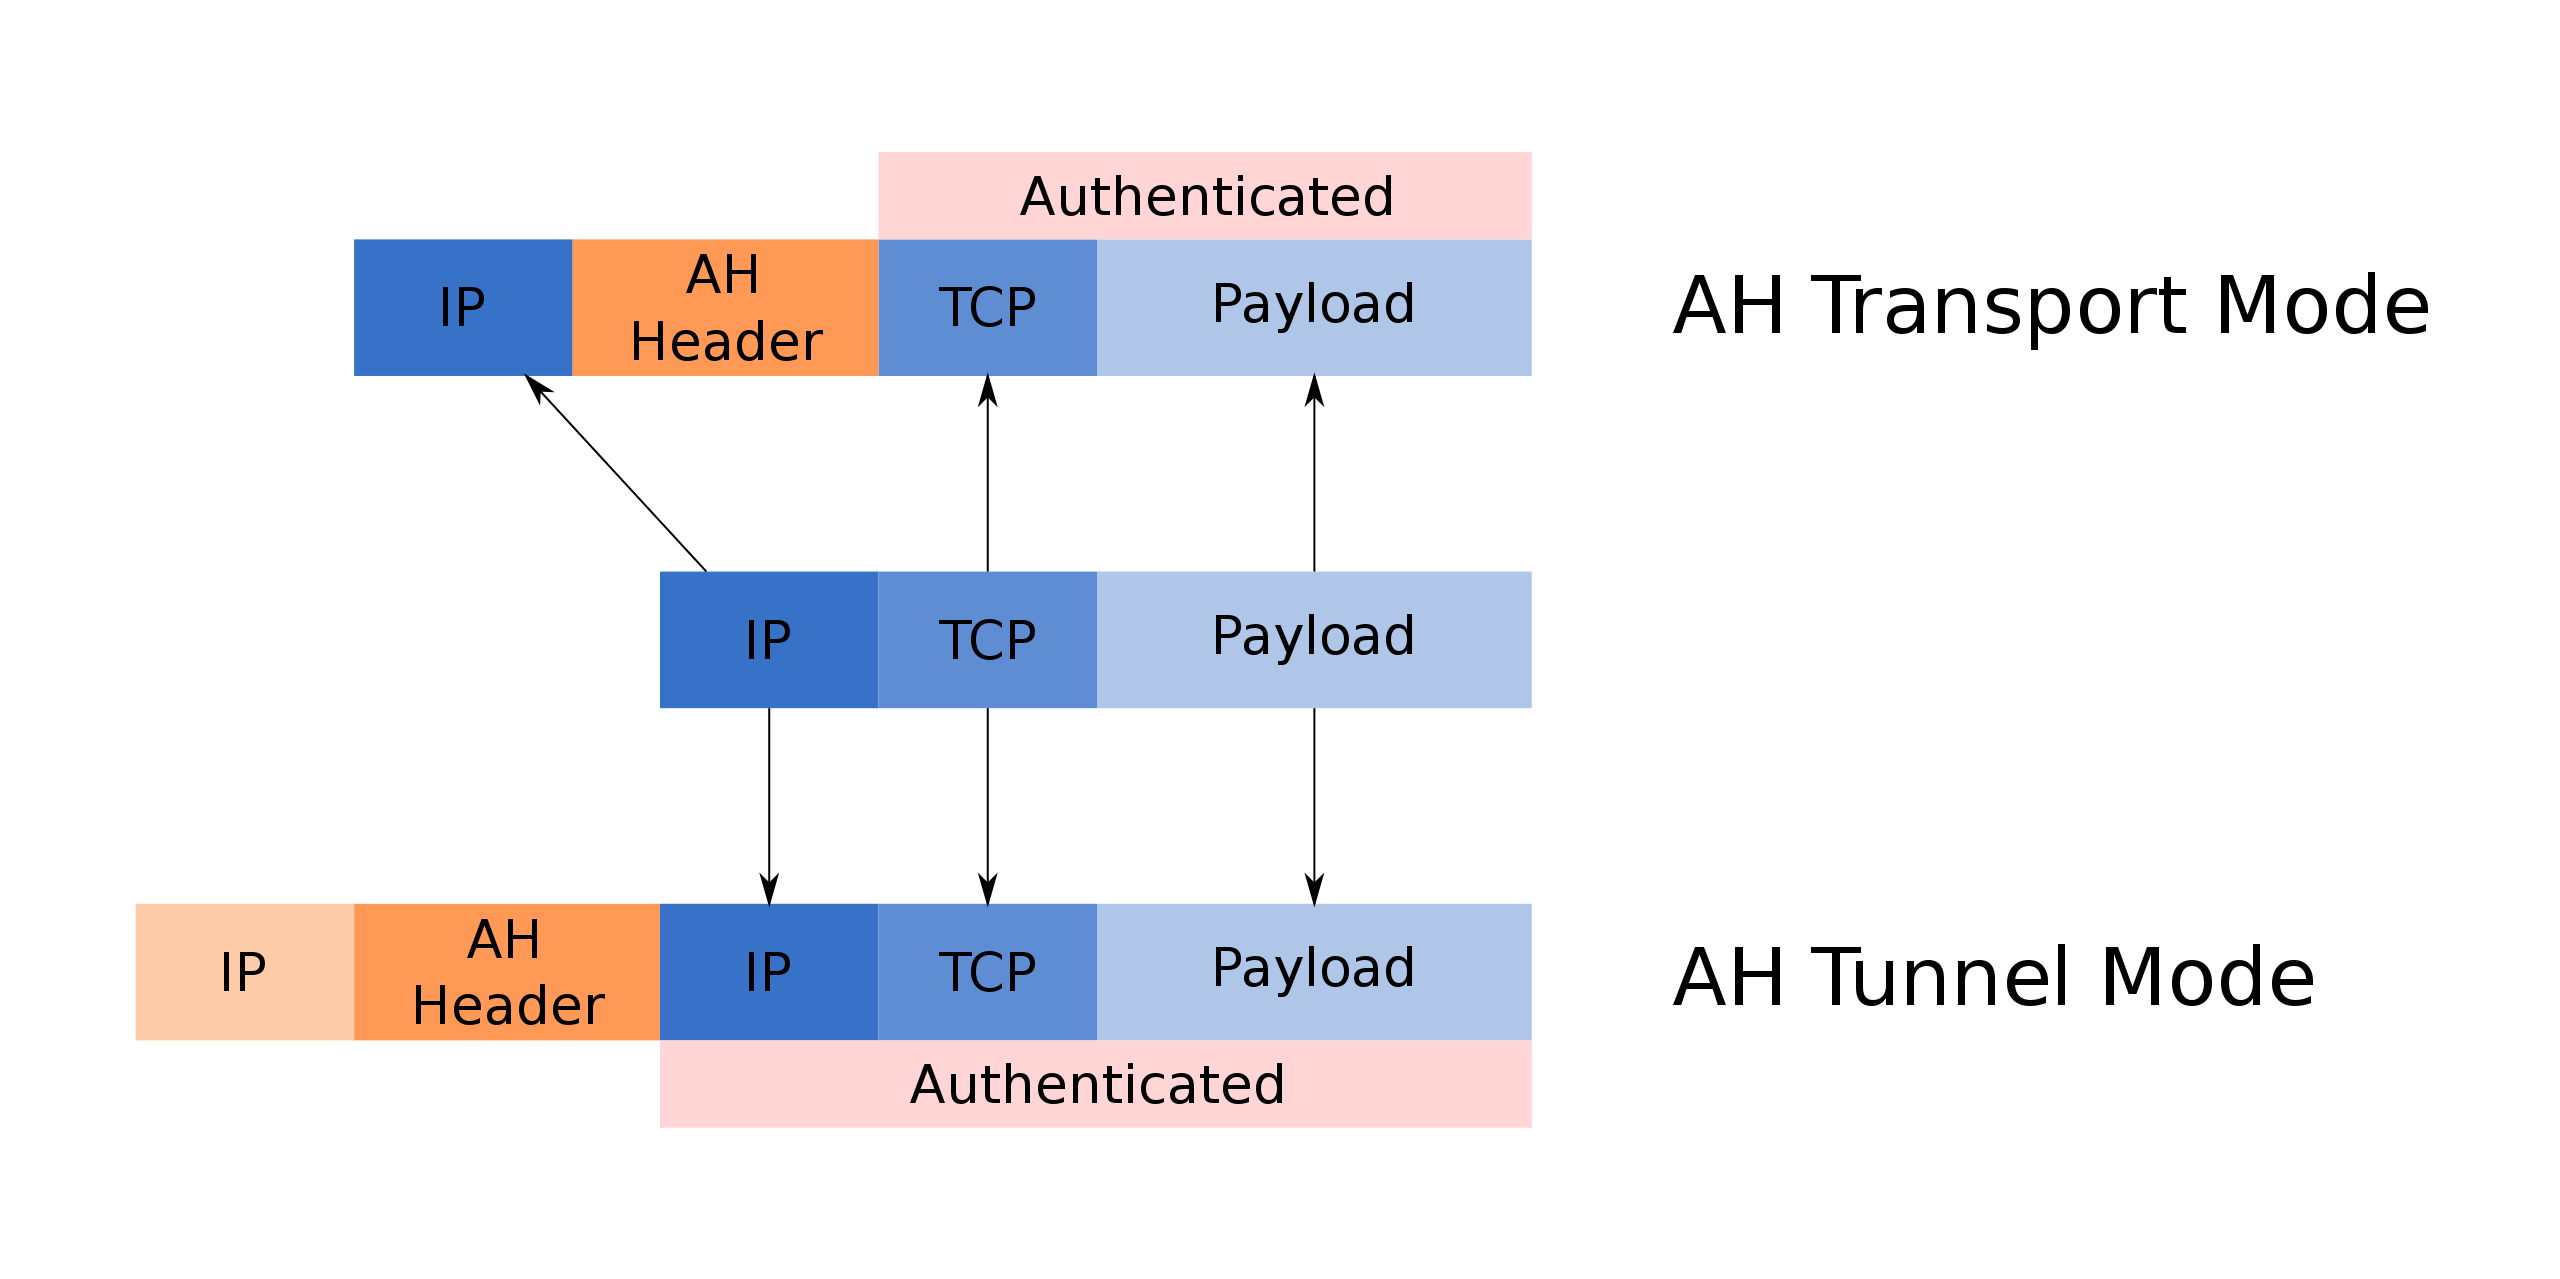 Authenticated
IP AH Header TCP Payload AH Transport Mode
IP TCP Payload
IP AH Header IP TCP Payload AH Tunnel Mode
Authenticated